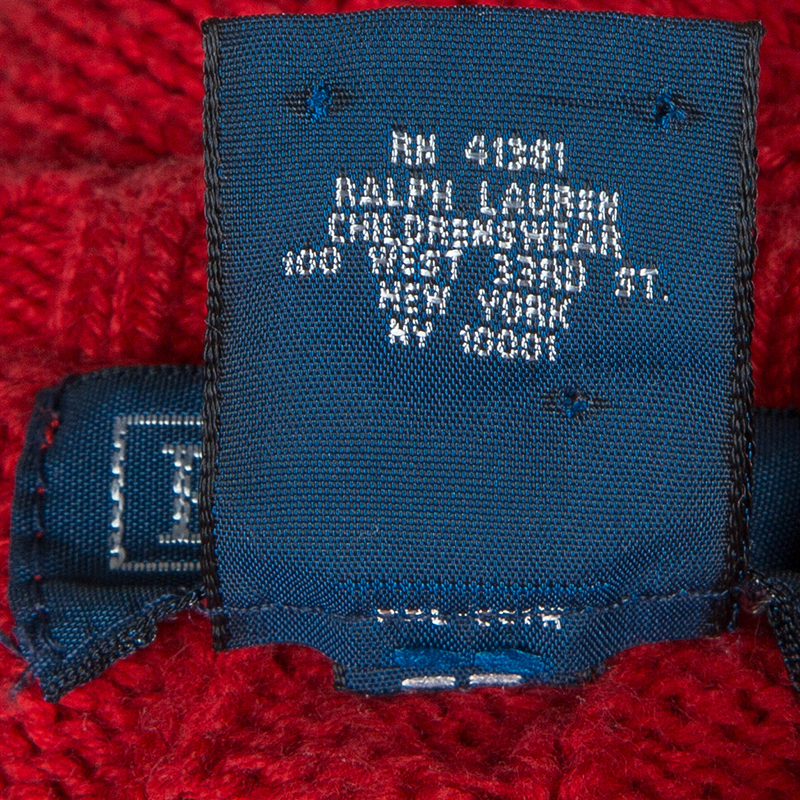 RN 41381
RALPH LAUREN
CHILDRENSWEAR
100 WEST 33RD ST.
NEW YORK
NY 10001